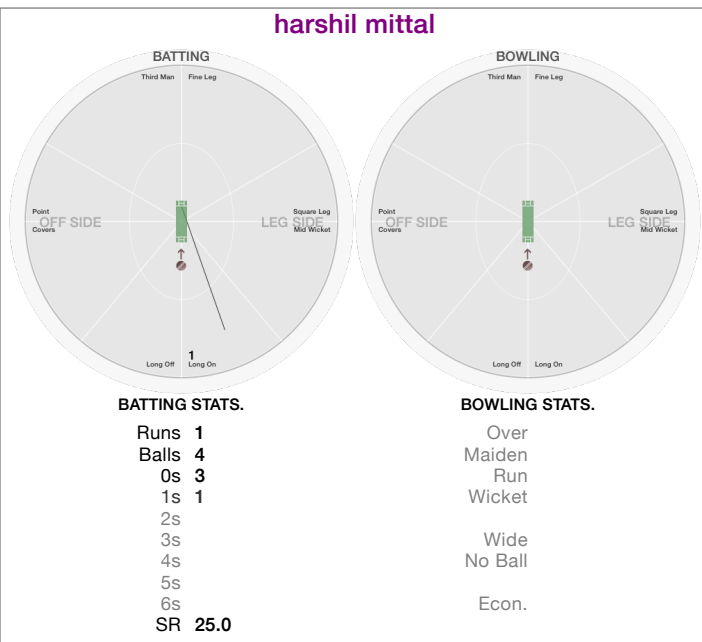 harshil mittal
BATTING BOWLING
Third Man Fine Leg Third Man Fine Leg
Point Square Leg Point Square Leg
OFF SIDE LEG SIDE OFF SIDE LEG SIDE
Covers Mid Wicket Covers Mid Wicket
1
Long Off Long On Long Off Long On
BATTING STATS. BOWLING STATS.
Runs 1 Over
Balls 4 Maiden
0s 3 Run
1s 1 Wicket
2s
3s Wide
4s No Ball
5s
6s Econ.
SR 25.0